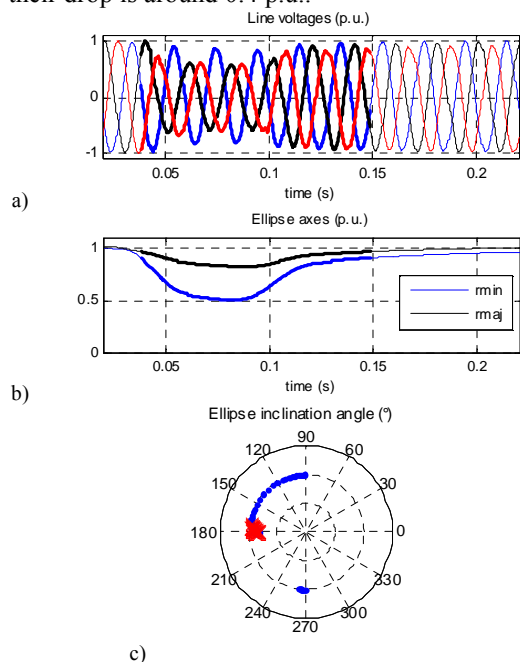 their drop is around 0.4 p.u..
Line voltages (p.u.)
1
0
-1
0.05 0.1 0.15 0.2
time (s)
a)
Ellipse axes (p.u.)
1
0.5
0
rmin
rmaj
0.05 0.1 0.15 0.2
time (s)
b)
Ellipse inclination angle (º)
90
120 60
150 30
180 0
210 330
240 300
270
c)